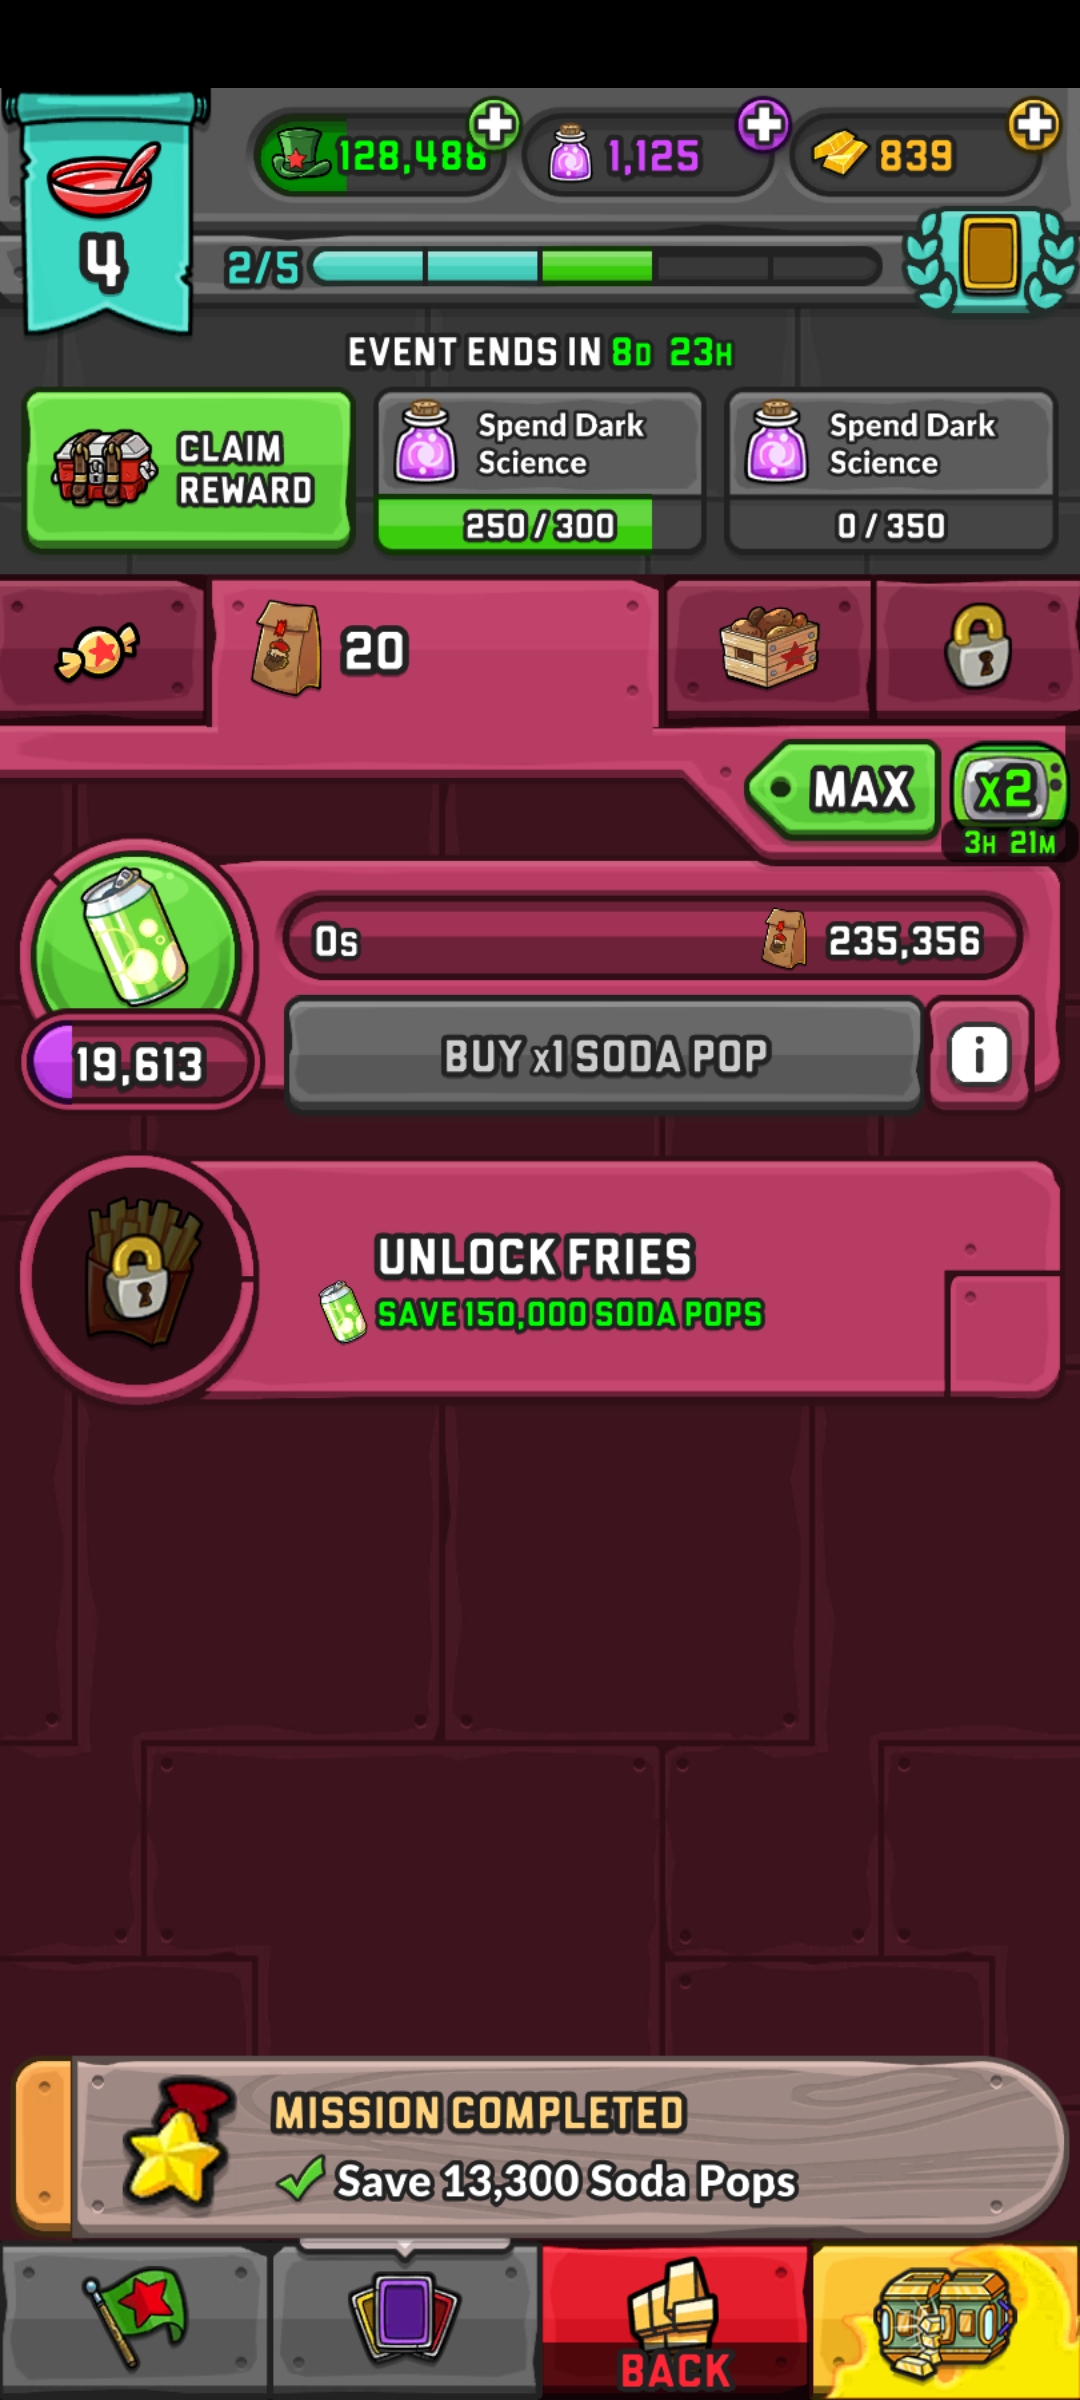 128,488
1,125
839
4
2/5
EVENT ENDS IN 8D 23H
CLAIM
REWARD
Spend Dark
Science
250 / 300
Spend Dark
Science
0 / 350
20
MAX
x2
3H 21M
0s
235,356
19,613
BUY x1 SODA POP
i
UNLOCK FRIES
SAVE 150,000 SODA POPS
MISSION COMPLETED
Save 13,300 Soda Pops
BACK